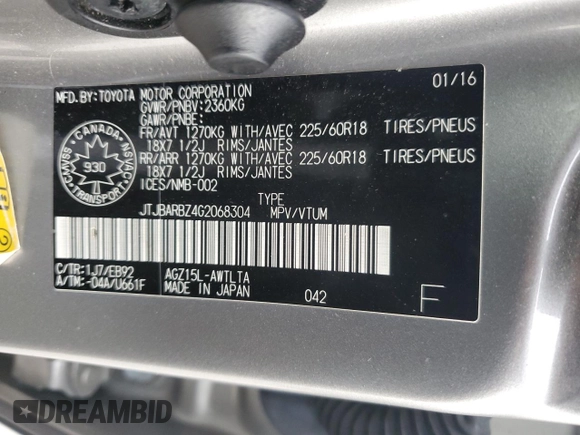 MFD.BY:TOYOTA MOTOR CORPORATION 01/16
GVWR/PNBV:2360KG
GAWR/PNBE:
FR/AVT 1270KG WITH/AVEC 225/60R18 TIRES/PNEUS
18X7 1/2J RIMS/JANTES
RR/ARR 1270KG WITH/AVEC 225/60R18 TIRES/PNEUS
18X7 1/2J RIMS/JANTES
ICES/NMB-002
CANADA
930
TRANSPORT
NSVAC
SMVSS
TYPE
JTJBARBZ4G2068304 MPV/VTUM
C/TR:1J7/EB92 AGZ15L-AWTLTA
A/TM:-04A/U661F MADE IN JAPAN 042
F
2
DREAMBID